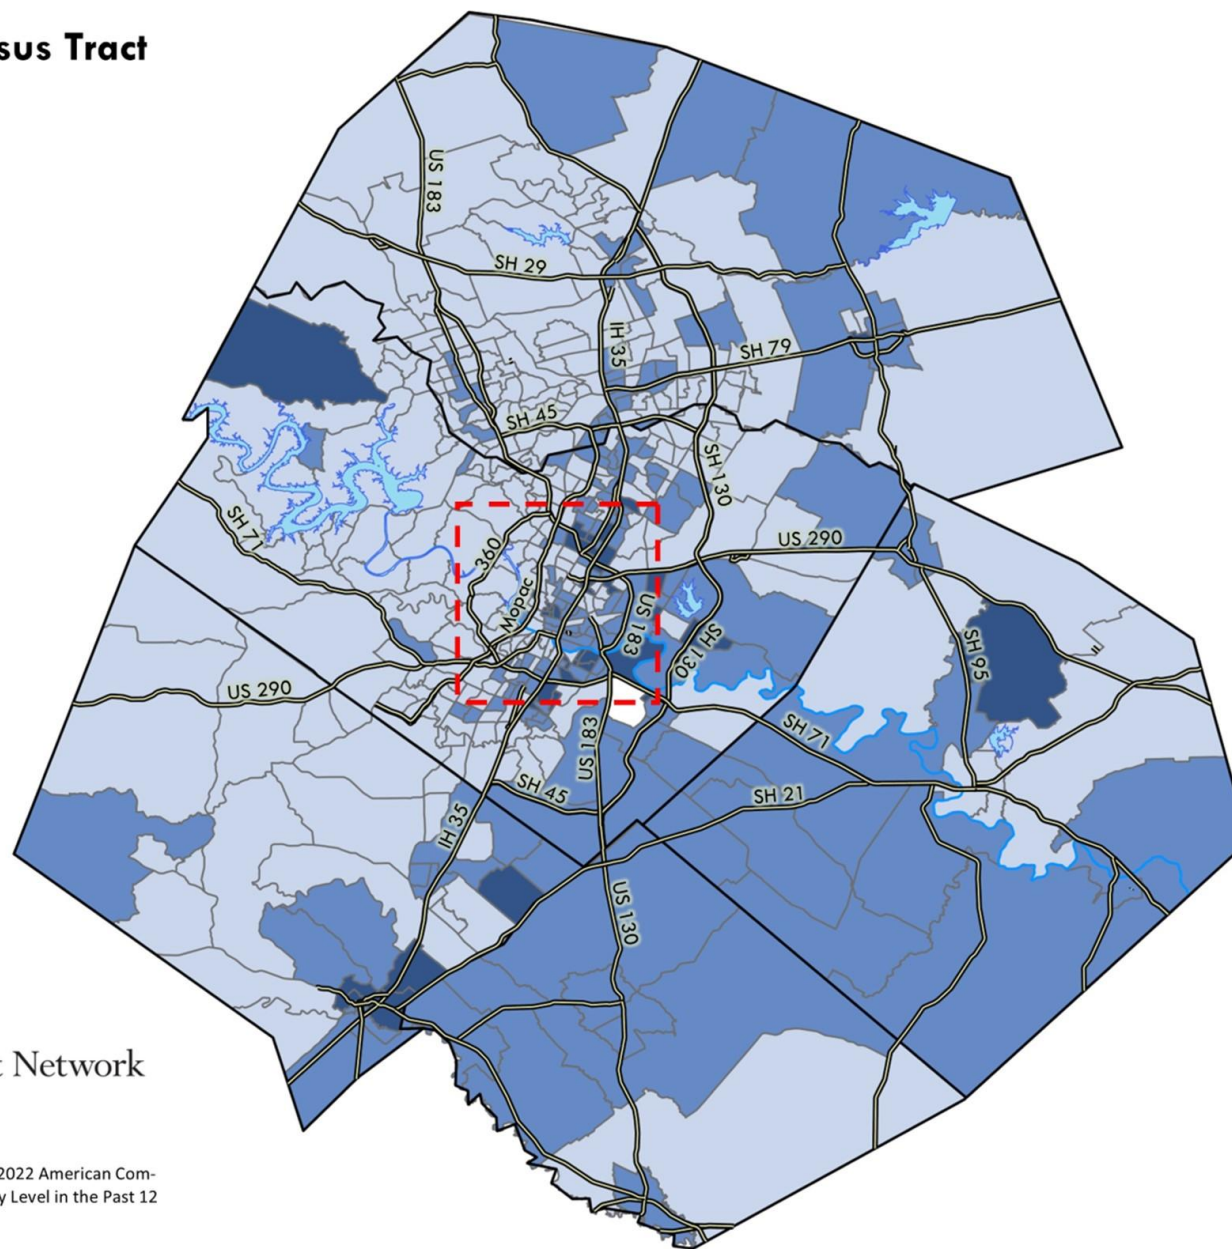 sus Tract
US 183
SH 29
IH 35
SH 79
SH 45
SH 130
SH 71
360
US 290
Mopac
US 183
SH 130
SH 95
US 290
SH 71
US 183
SH 45
SH 21
IH 35
US 130
t Network
2022 American Com-
y Level in the Past 12